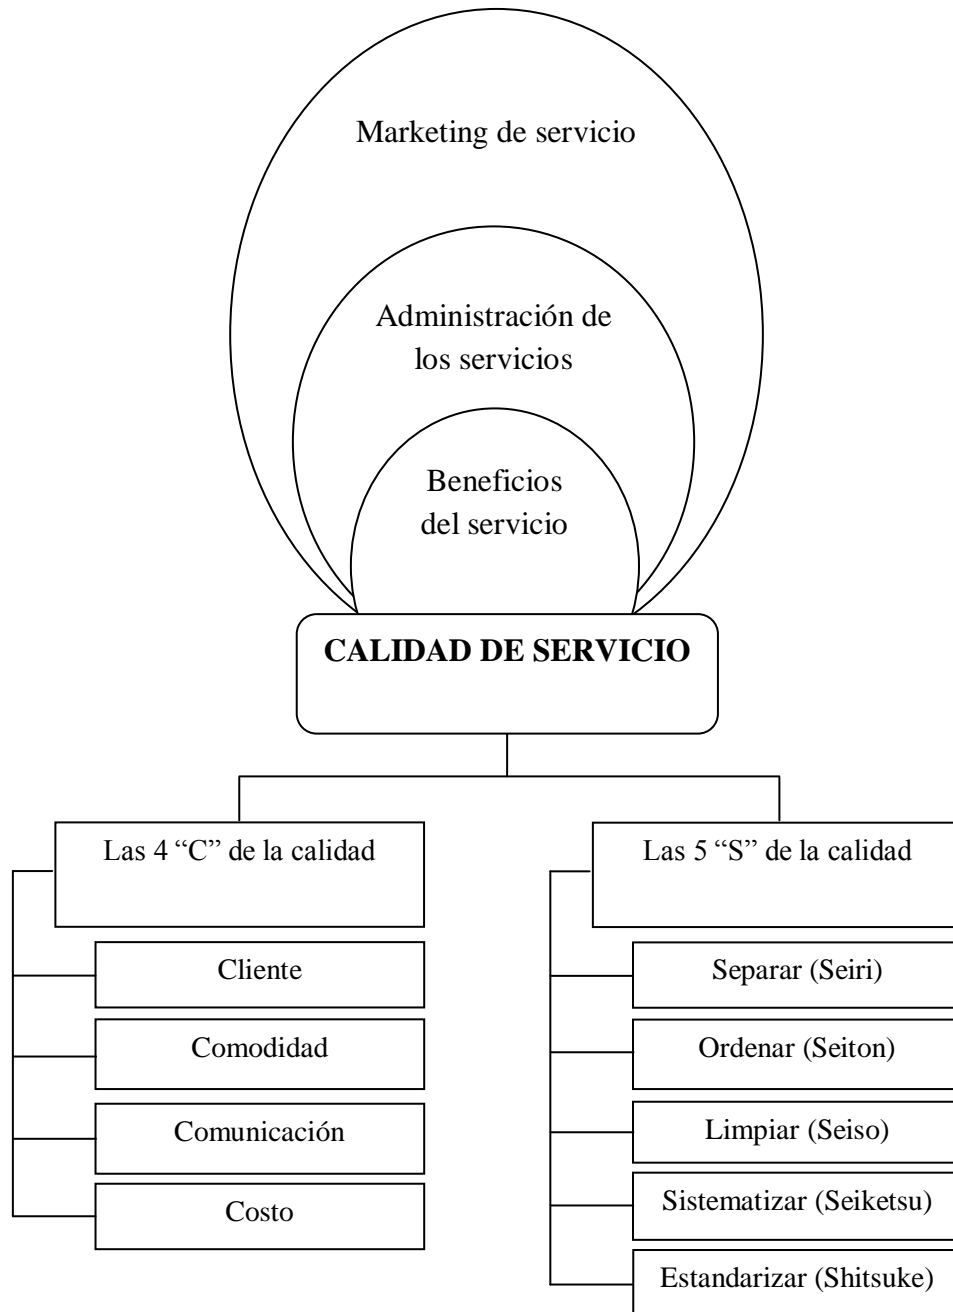 Marketing de servicio
Administración de
los servicios
Beneficios
del servicio
CALIDAD DE SERVICIO
Las 4 “C” de la calidad
Cliente
Comodidad
Comunicación
Costo
Las 5 “S” de la calidad
Separar (Seiri)
Ordenar (Seiton)
Limpiar (Seiso)
Sistematizar (Seiketsu)
Estandarizar (Shitsuke)